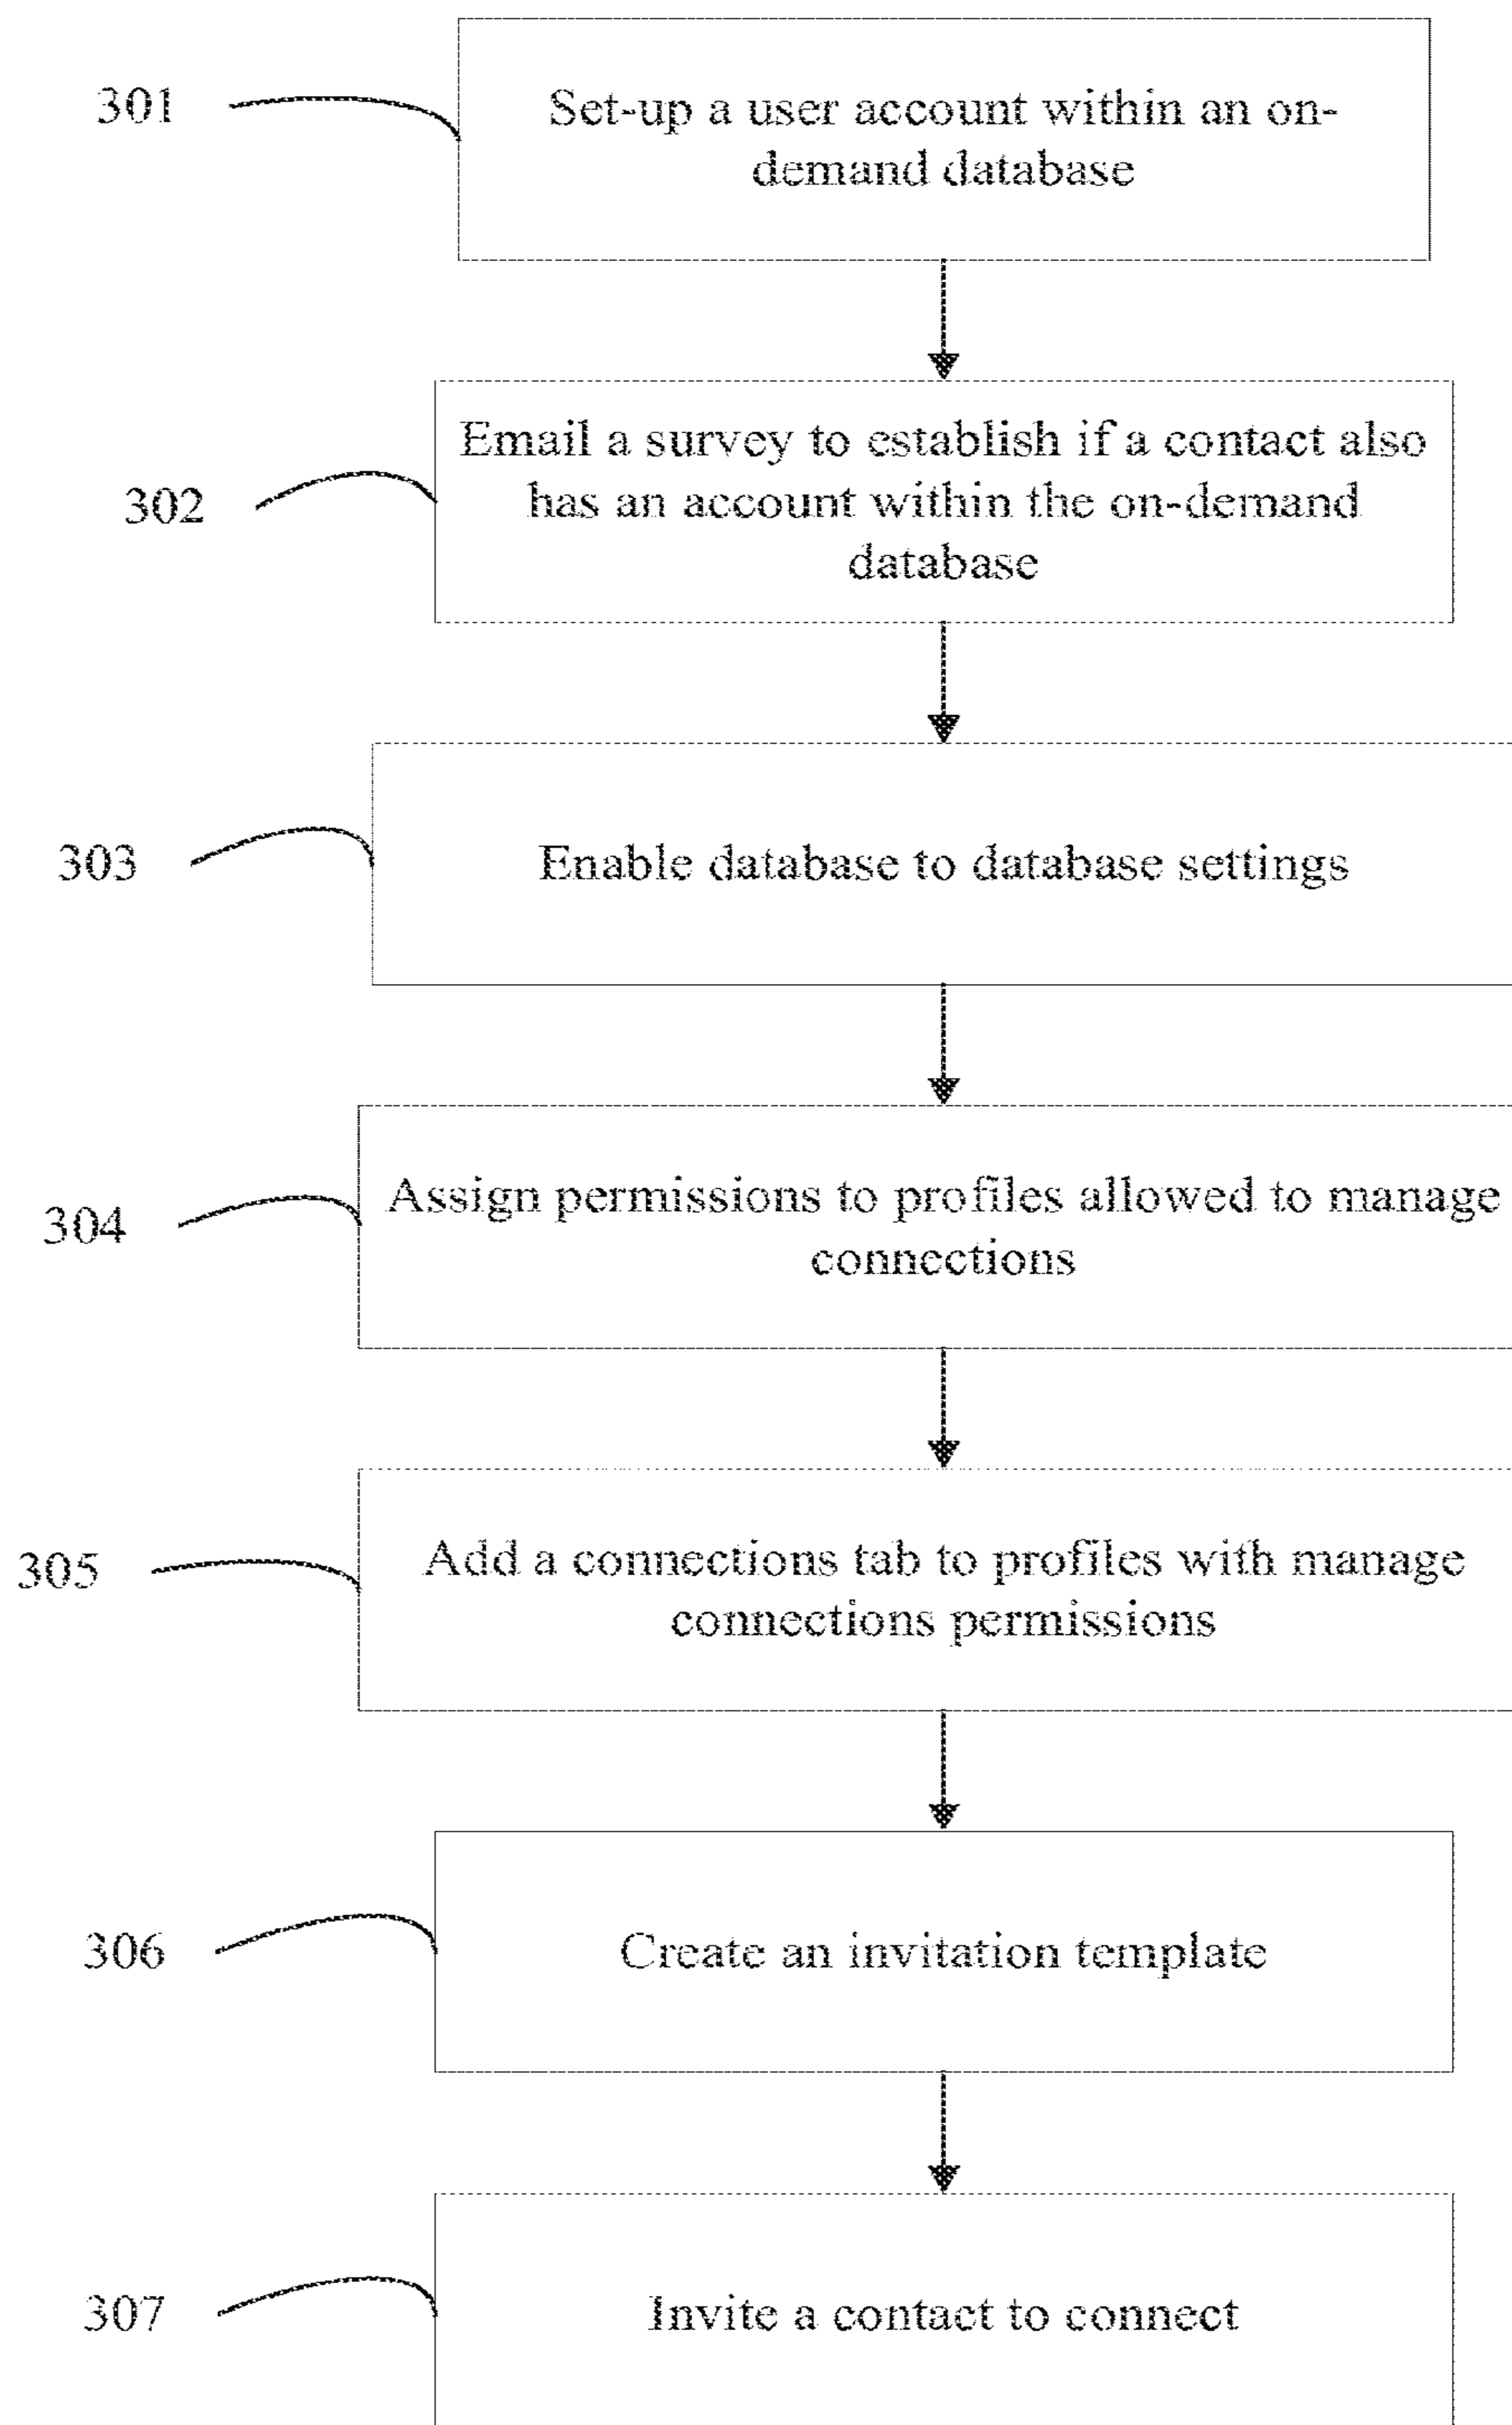 301
Set-up a user account within an on-
demand database
302
Email a survey to establish if a contact also
has an account within the on-demand
database
303
Enable database to database settings
304
Assign permissions to profiles allowed to manage
connections
305
Add a connections tab to profiles with manage
connections permissions
306
Create an invitation template
307
Invite a contact to connect